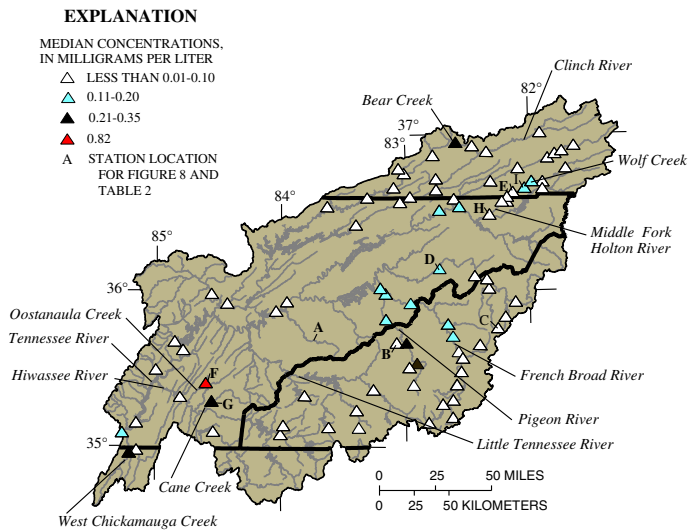 EXPLANATION
MEDIAN CONCENTRATIONS,
IN MILLIGRAMS PER LITER
LESS THAN 0.01-0.10
0.11-0.20
0.21-0.35
0.82
A STATION LOCATION
FOR FIGURE 8 AND
TABLE 2
Clinch River
82°
Bear Creek
37°
83°
Wolf Creek
I
E
84°
H
Middle Fork
Holton River
85°
D
36°
Oostanaula Creek
C
A
Tennessee River
B
Hiwassee River
F
French Broad River
G
Pigeon River
35°
Little Tennessee River
0 25 50 MILES
Cane Creek
0 25 50 KILOMETERS
West Chickamauga Creek